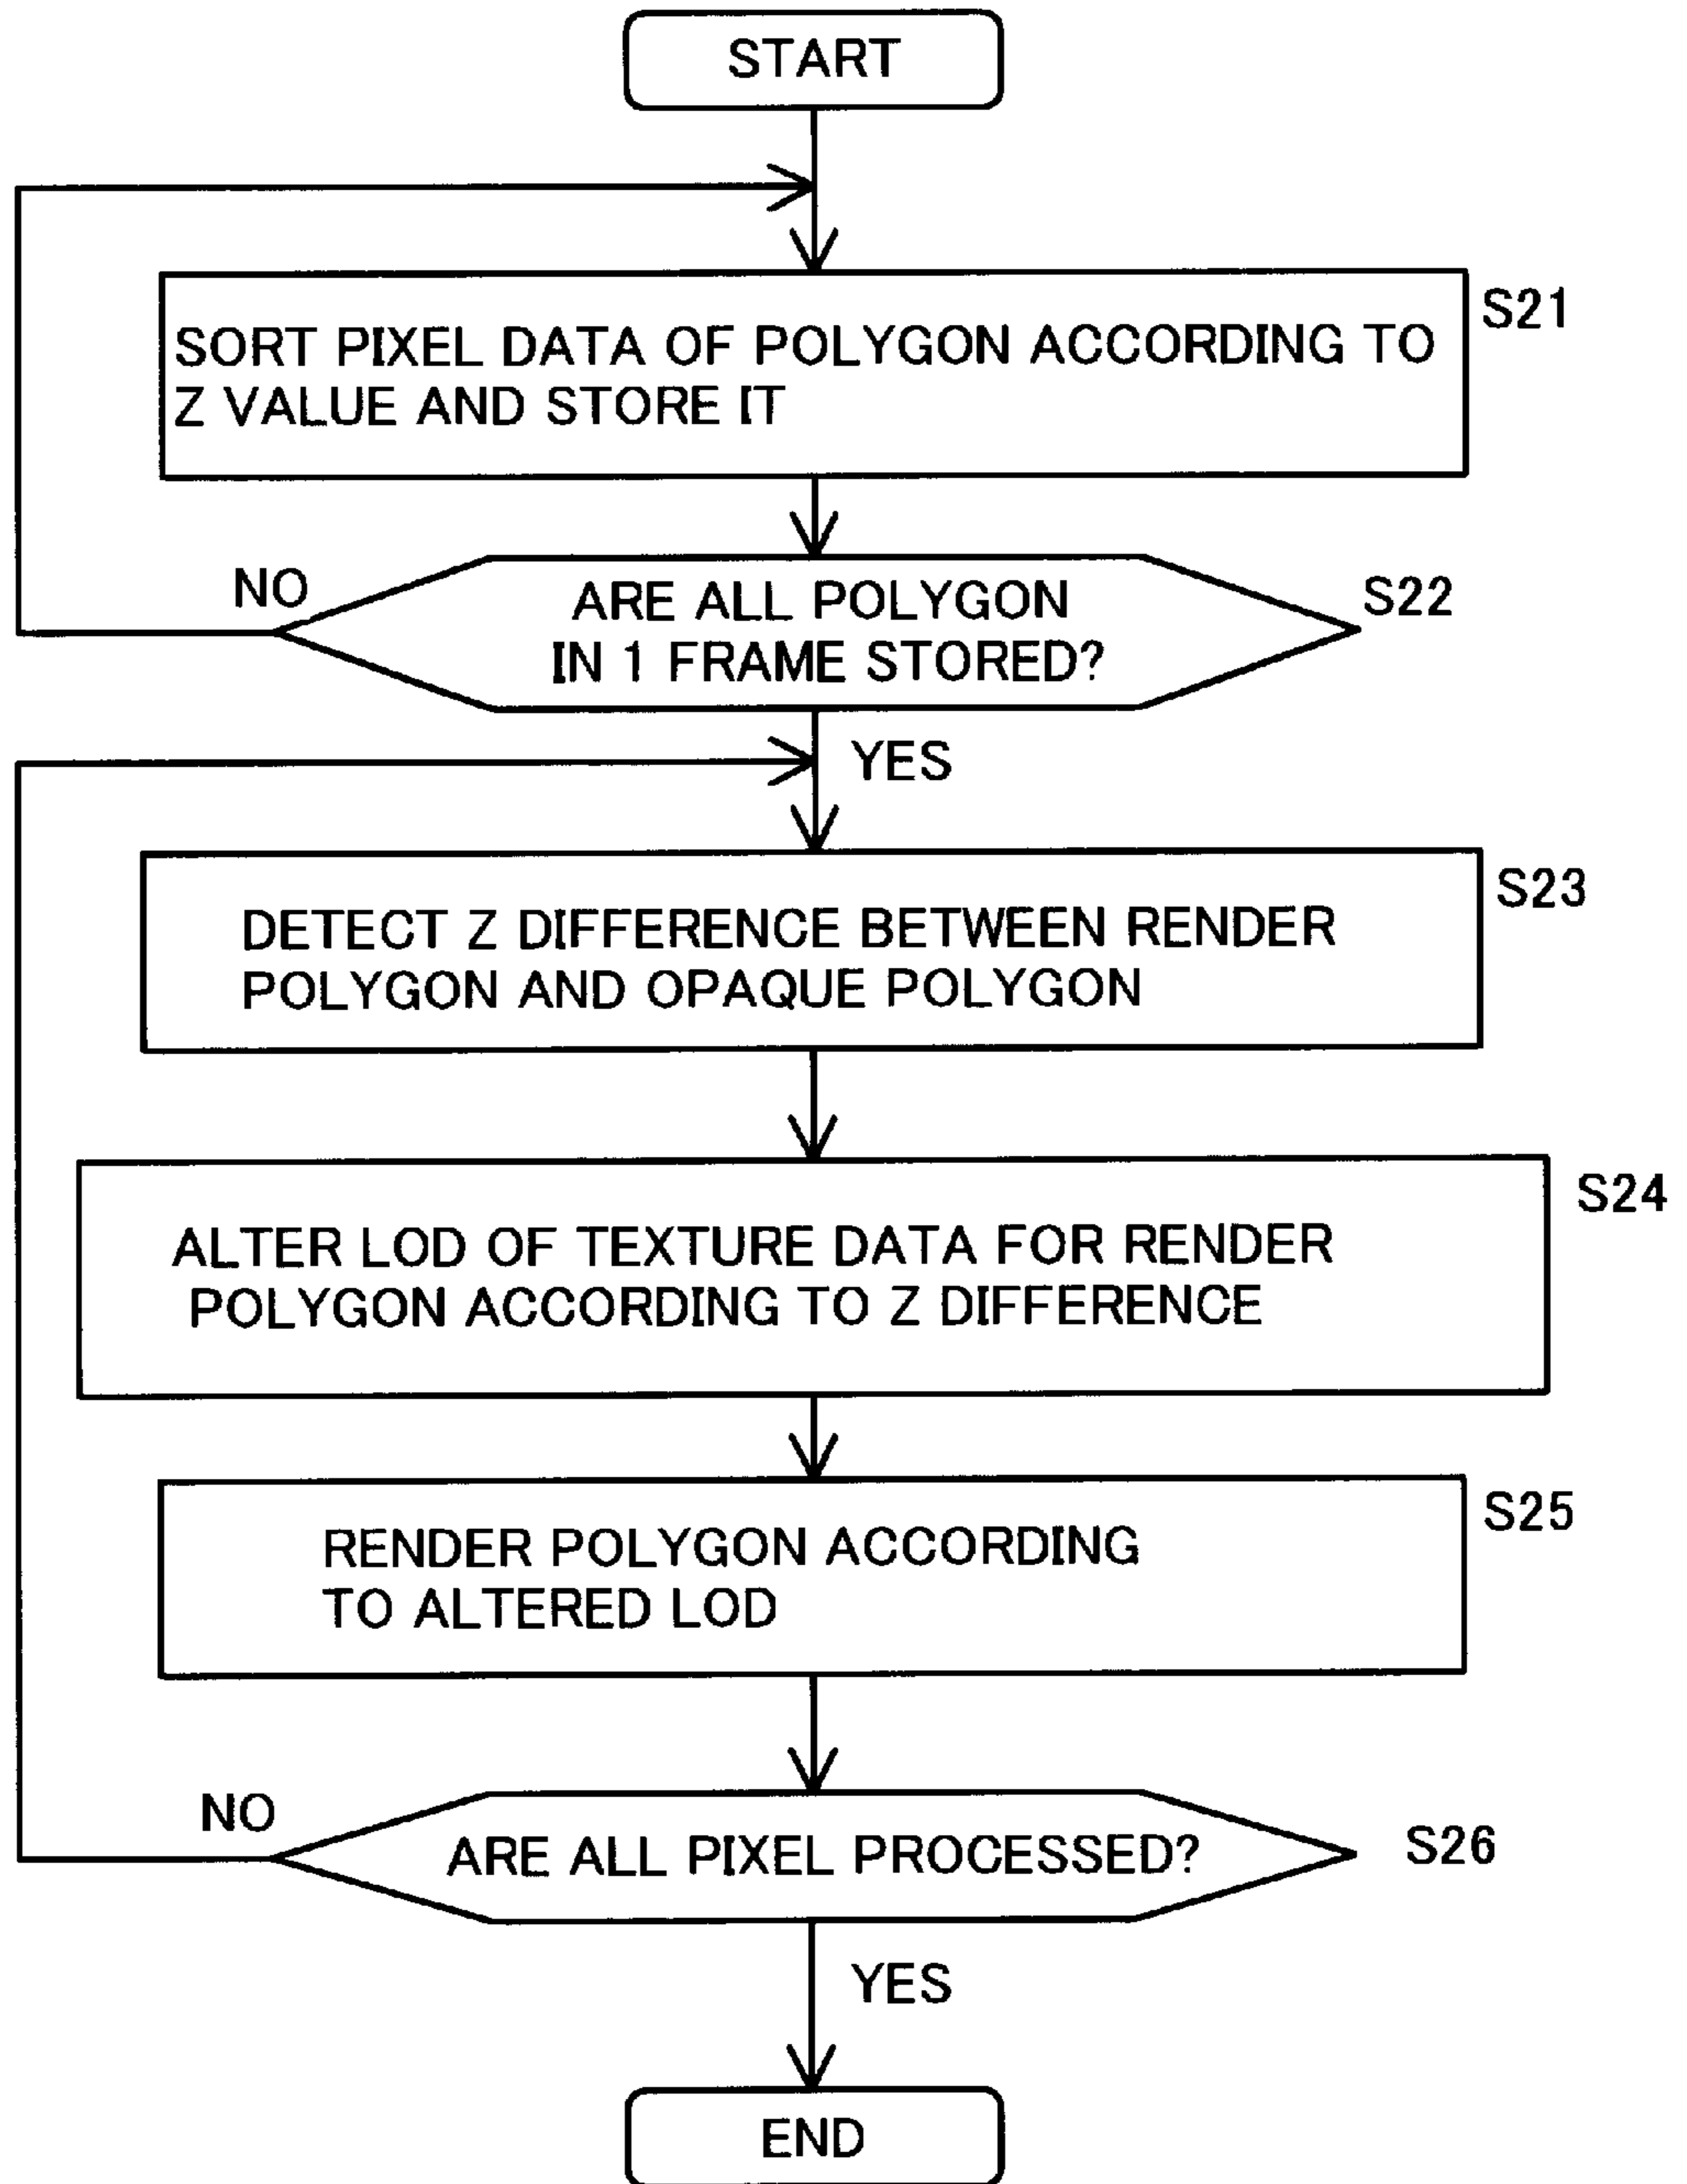 START
SORT PIXEL DATA OF POLYGON ACCORDING TO
Z VALUE AND STORE IT
S21
NO
ARE ALL POLYGON
IN 1 FRAME STORED?
S22
YES
DETECT Z DIFFERENCE BETWEEN RENDER
POLYGON AND OPAQUE POLYGON
S23
ALTER LOD OF TEXTURE DATA FOR RENDER
POLYGON ACCORDING TO Z DIFFERENCE
S24
RENDER POLYGON ACCORDING
TO ALTERED LOD
S25
NO
ARE ALL PIXEL PROCESSED?
S26
YES
END